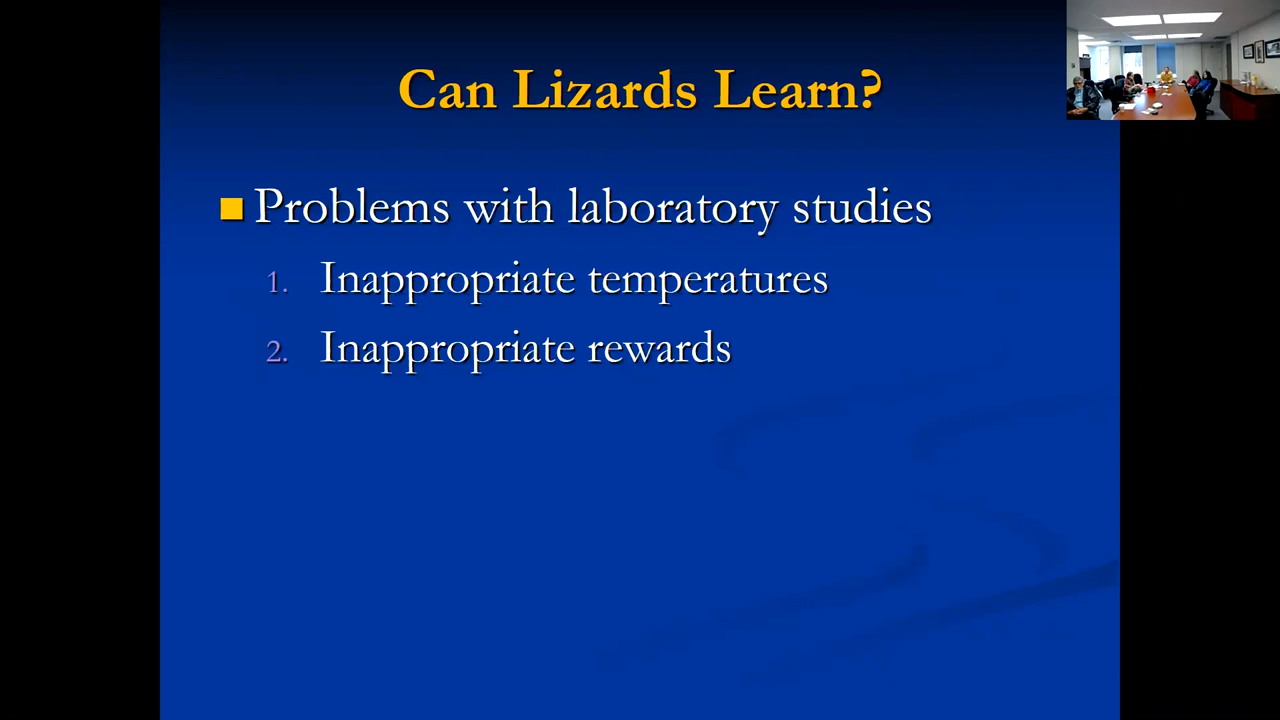 Can Lizards Learn?
Problems with laboratory studies
1. Inappropriate temperatures
2. Inappropriate rewards